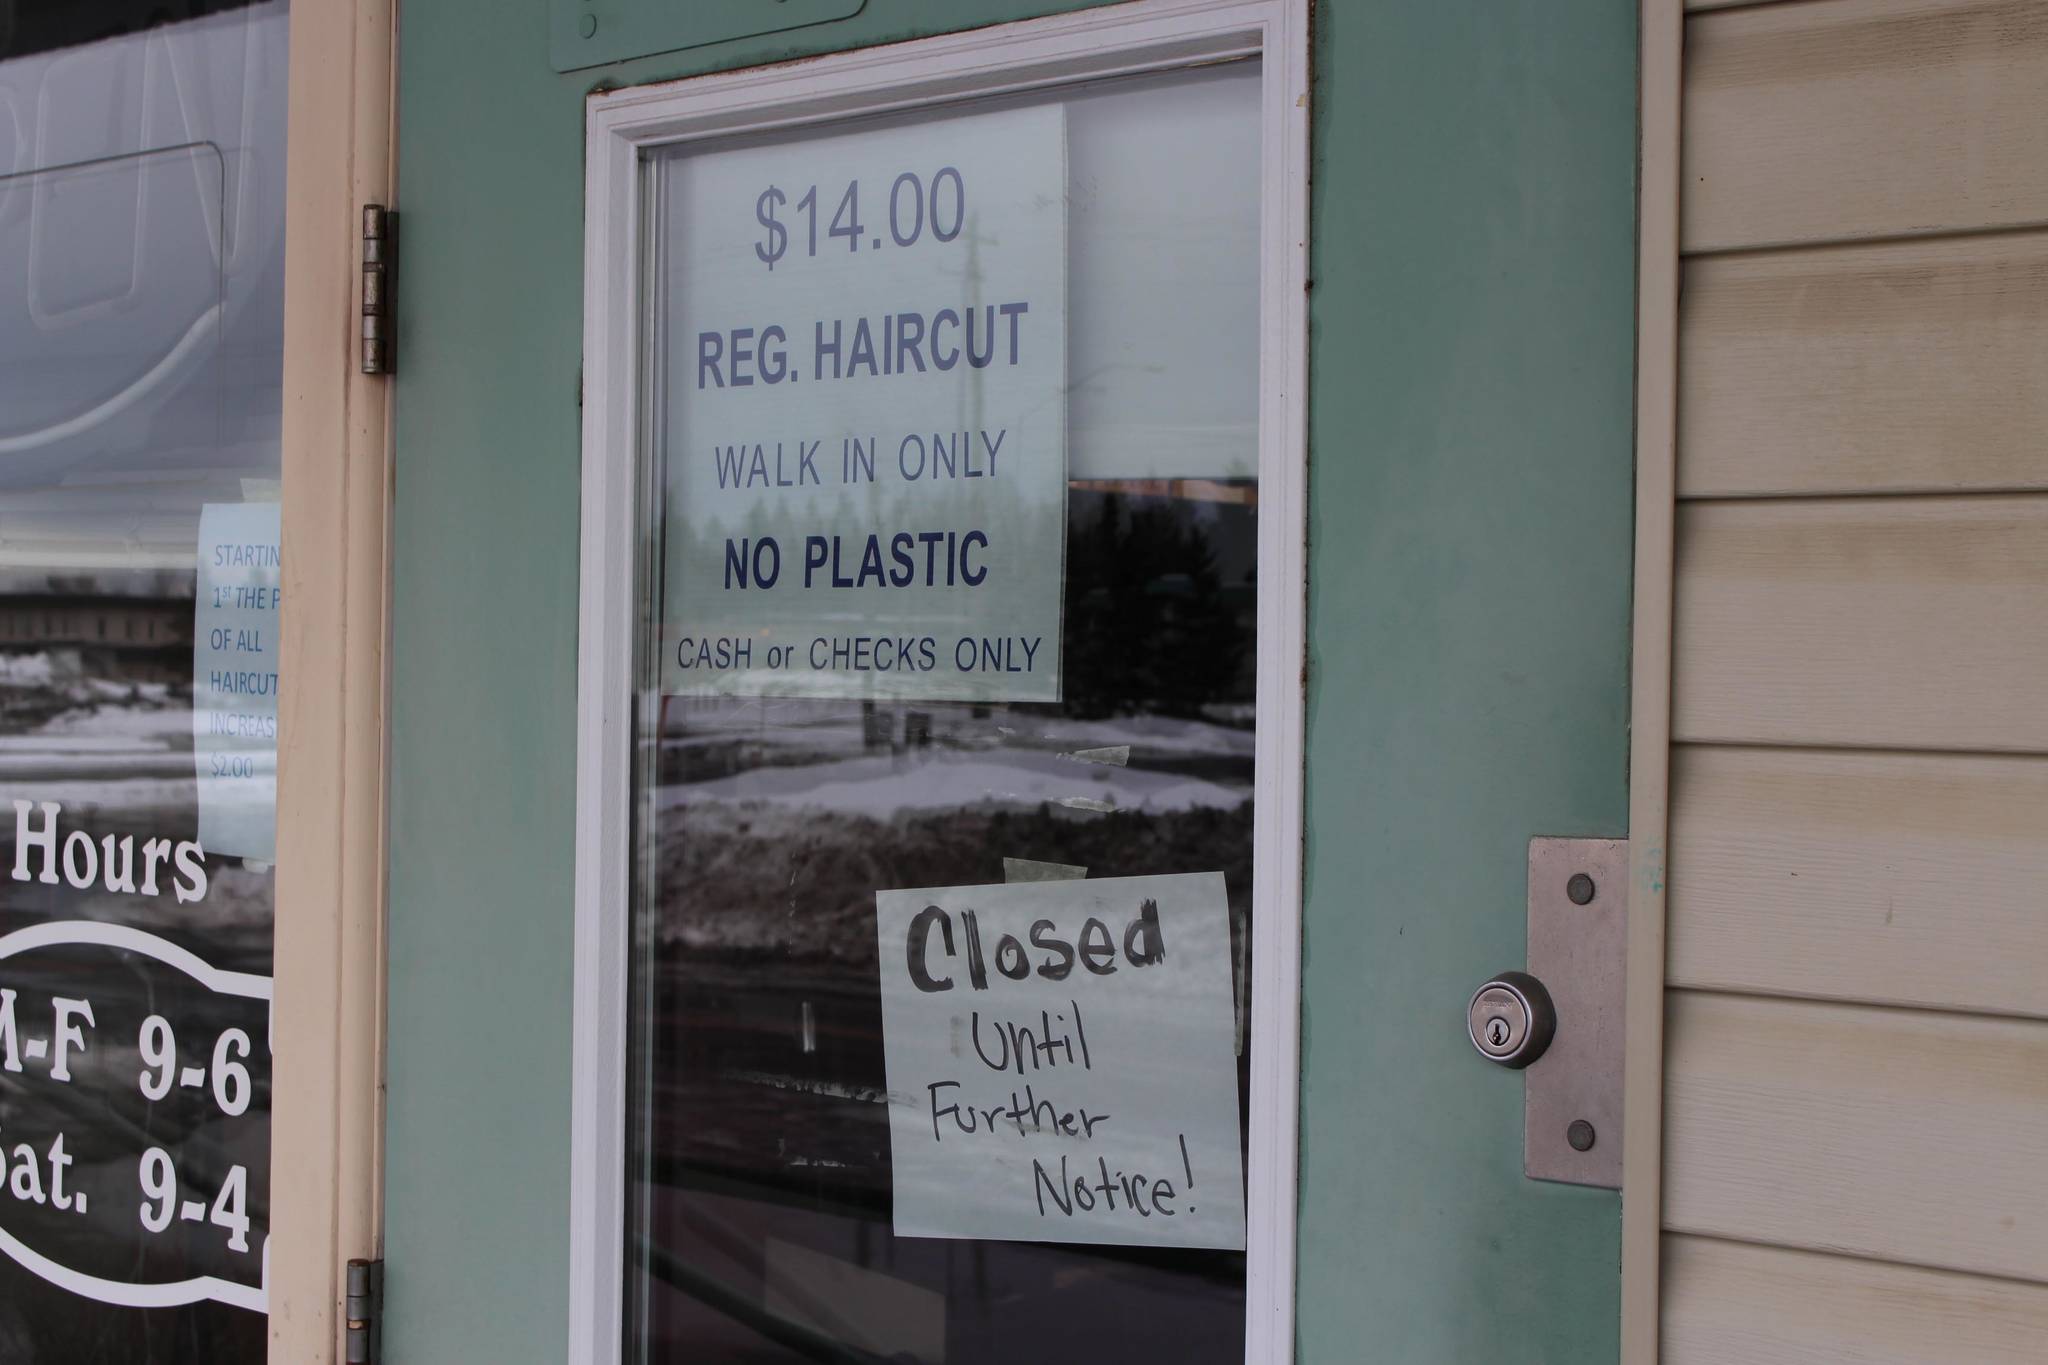 $14.00
REG. HAIRCUT
WALK IN ONLY
NO PLASTIC
CASH or CHECKS ONLY
Closed
Until
Further
Notice!
STARTIN
1st THE P
OF ALL
HAIRCUT
INCREAS
$2.00
Hours
M-F 9-6
Sat. 9-4